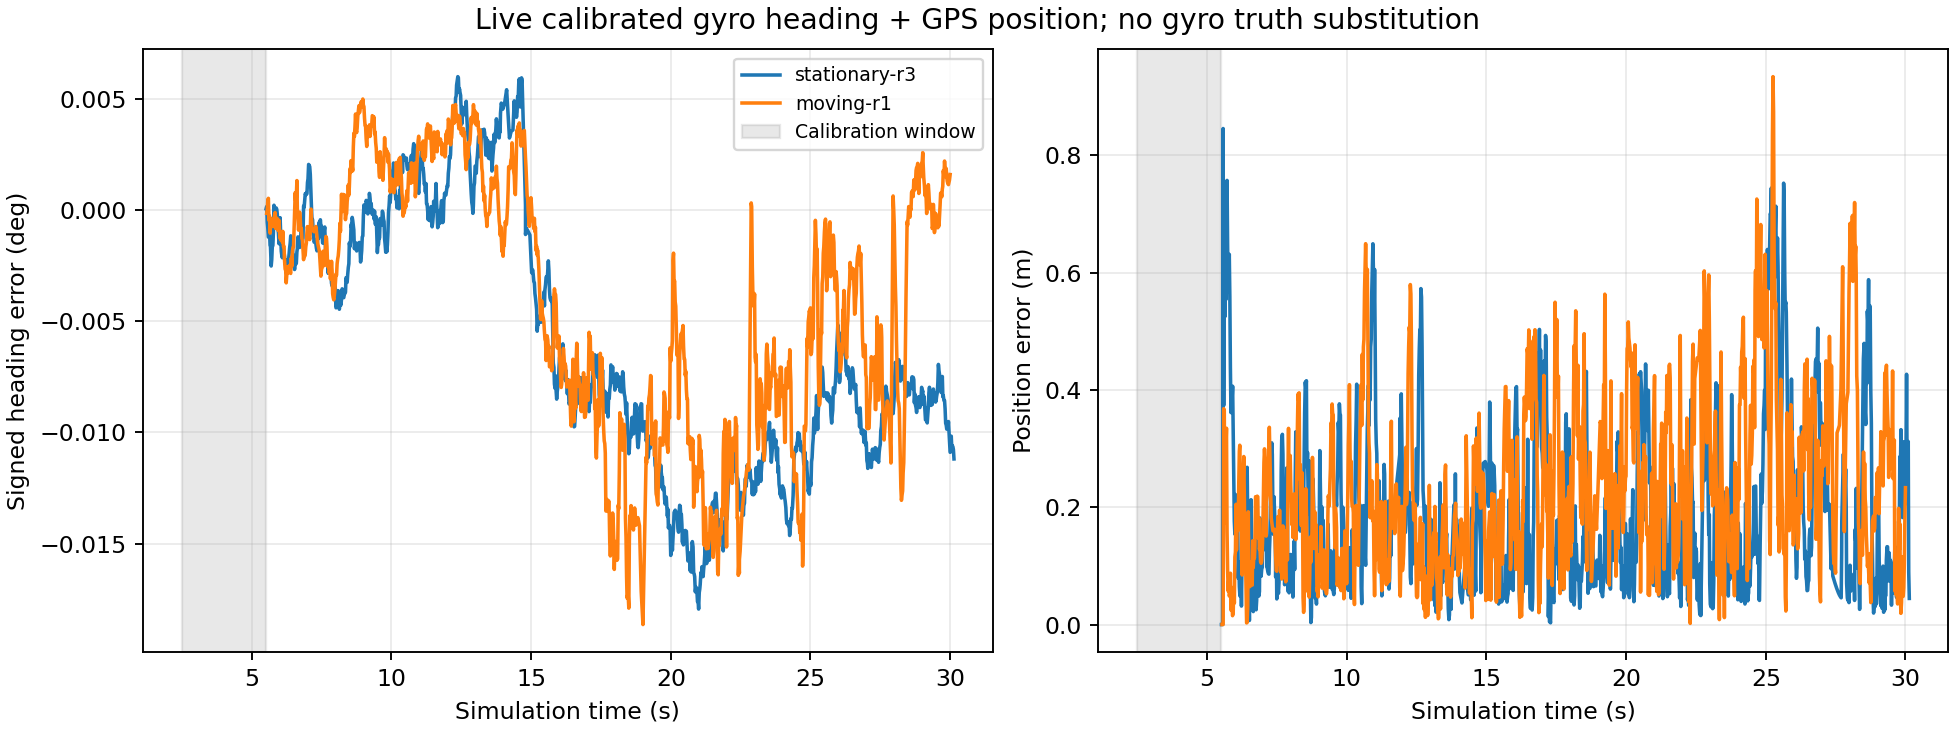 Live calibrated gyro heading + GPS position; no gyro truth substitution
Signed heading error (deg)
0.005
0.000
−0.005
−0.010
−0.015
stationary-r3
moving-r1
Calibration window
5 10 15 20 25 30
Simulation time (s)
Position error (m)
0.8
0.6
0.4
0.2
0.0
5 10 15 20 25 30
Simulation time (s)